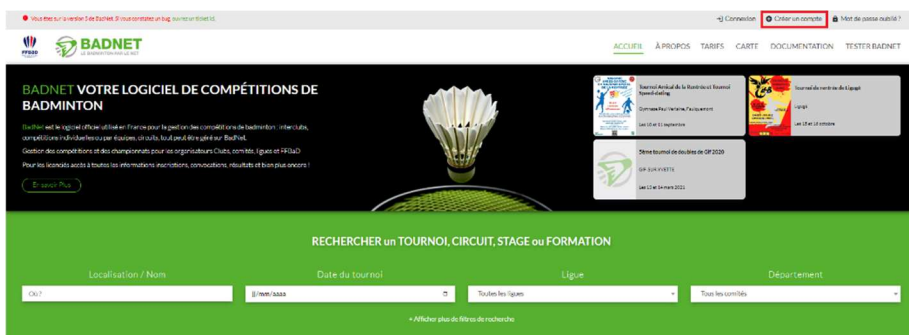 Vous êtes sur la version 5 de BadNet. Si vous constatez un bug, ouvrez un ticket ici.
Connexion Créer un compte Mot de passe oublié ?
FFBaD
BADNET
LE BADMINTON PAR LE NET
ACCUEIL À PROPOS TARIFS CARTE DOCUMENTATION TESTER BADNET
BADNET VOTRE LOGICIEL DE COMPÉTITIONS DE
BADMINTON
BadNet est le logiciel officiel utilisé en France pour la gestion des compétitions de badminton : interclubs,
compétitions individuelles ou par équipes, circuits, tout peut être géré sur BadNet.
Gestion des compétitions et des championnats pour les organisateurs Clubs, comités, ligues et FFBaD
Pour les licenciés accès à toutes les informations inscriptions, convocations, résultats et bien plus encore !
En savoir Plus
Tournoi Amical de la Rentrée et Tournoi
Speed-dating
Gymnase Paul Verlaine, Fauquemont
Les 10 et 11 septembre
Tournoi de rentrée de Ligugé
Ligugé
5ème tournoi de doubles de Gif 2020
GIF SUR YVETTE
Les 13 et 14 mars 2021
RECHERCHER un TOURNOI, CIRCUIT, STAGE ou FORMATION
Localisation / Nom Date du tournoi Ligue Département
Où ? jj/mm/aaaa Toutes les ligues Tous les comités
+ Afficher plus de filtres de recherche